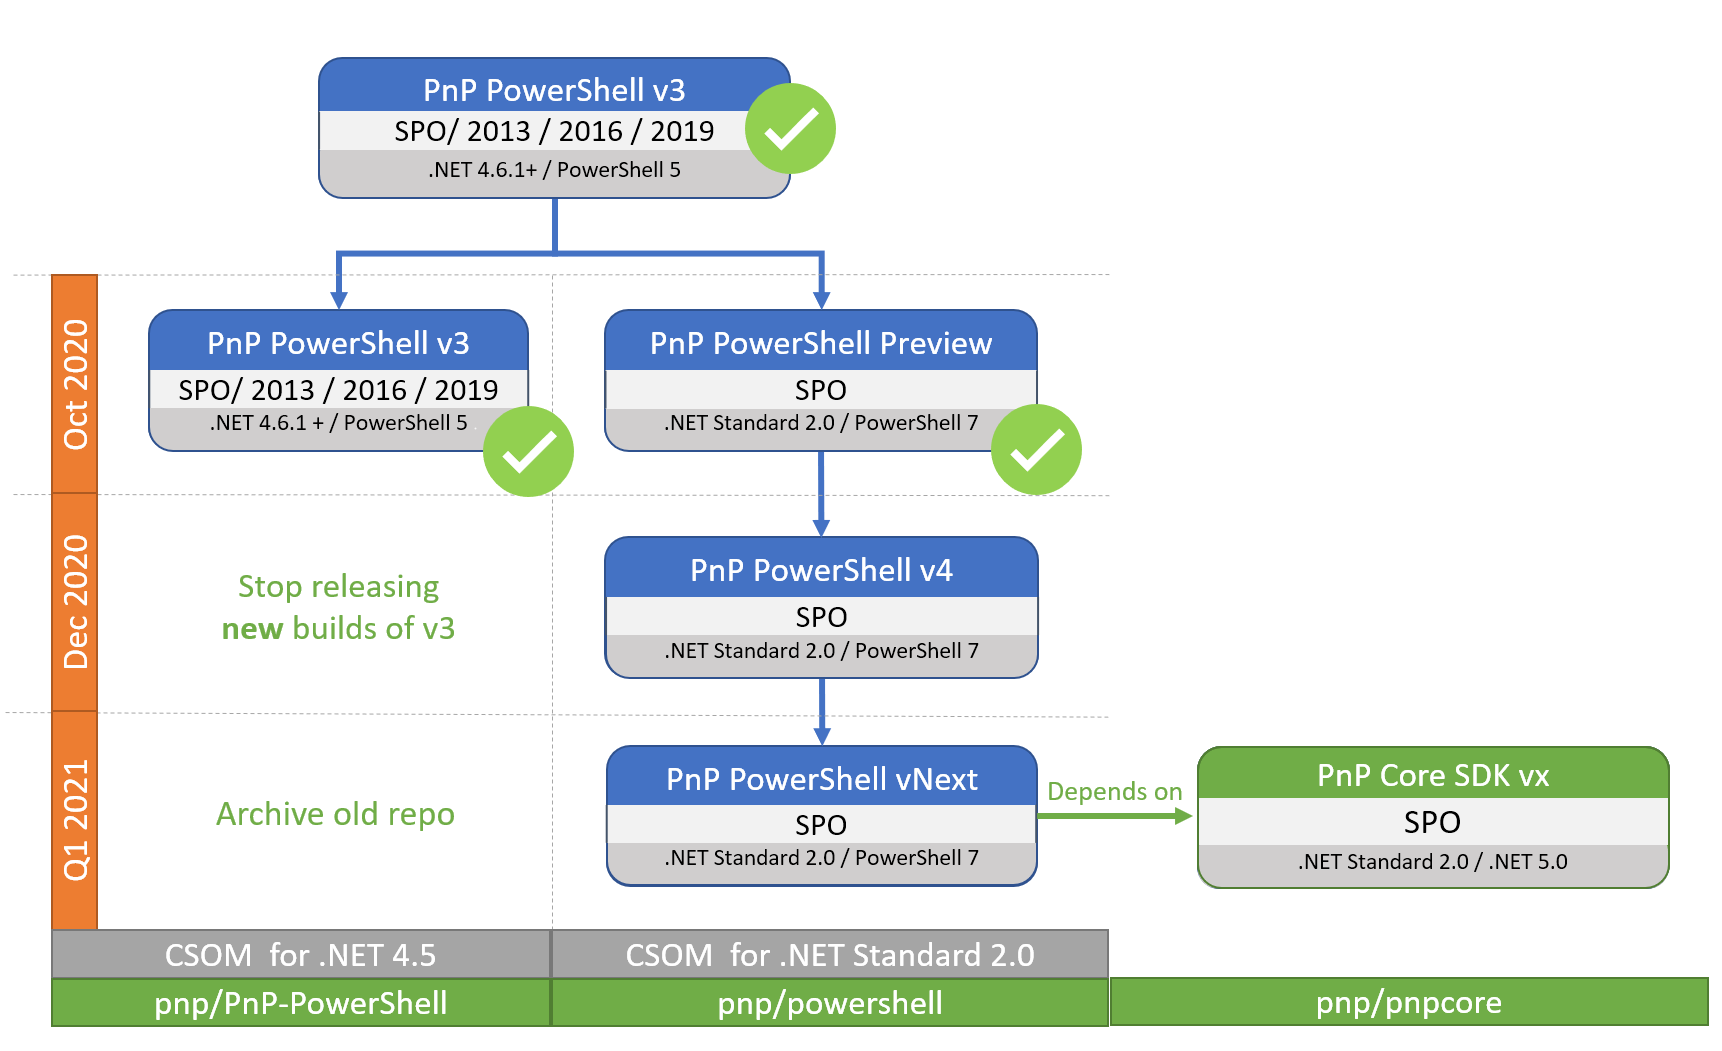 PnP PowerShell v3
SPO/ 2013 / 2016 / 2019
.NET 4.6.1+ / PowerShell 5
Oct 2020
PnP PowerShell v3
SPO/ 2013 / 2016 / 2019
.NET 4.6.1 + / PowerShell 5
PnP PowerShell Preview
SPO
.NET Standard 2.0 / PowerShell 7
Dec 2020
Stop releasing
new builds of v3
PnP PowerShell v4
SPO
.NET Standard 2.0 / PowerShell 7
Q1 2021
Archive old repo
PnP PowerShell vNext
SPO
.NET Standard 2.0 / PowerShell 7
Depends on
PnP Core SDK vx
SPO
.NET Standard 2.0 / .NET 5.0
CSOM for .NET 4.5
CSOM for .NET Standard 2.0
pnp/PnP-PowerShell
pnp/powershell
pnp/pnpcore